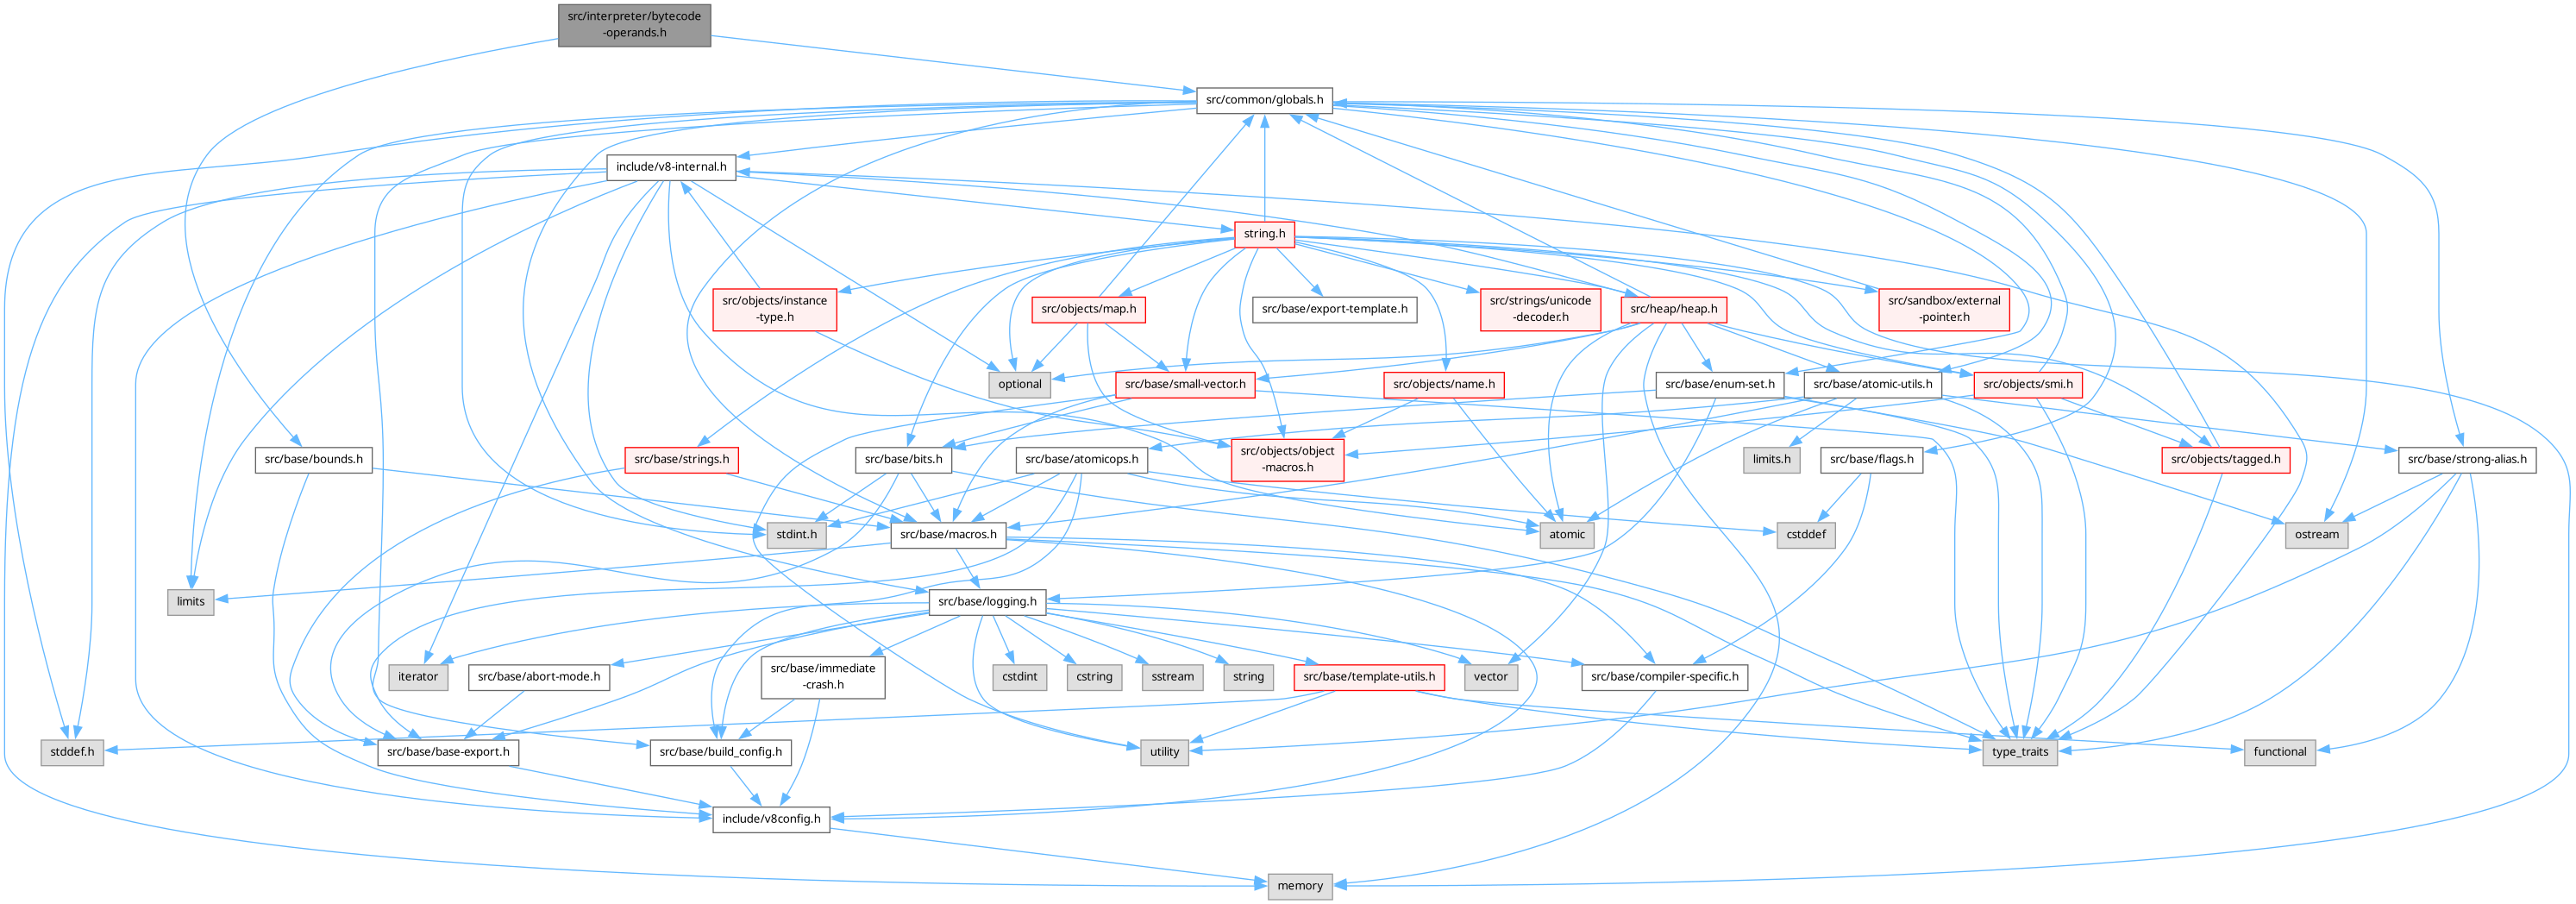 src/interpreter/bytecode
-operands.h
src/common/globals.h
include/v8-internal.h
string.h
src/objects/instance
-type.h
src/objects/map.h
src/base/export-template.h
src/strings/unicode
-decoder.h
src/heap/heap.h
src/sandbox/external
-pointer.h
optional
src/base/small-vector.h
src/objects/name.h
src/base/enum-set.h
src/base/atomic-utils.h
src/objects/smi.h
src/base/bounds.h
src/base/strings.h
src/base/bits.h
src/base/atomicops.h
src/objects/object
-macros.h
limits.h
src/base/flags.h
src/objects/tagged.h
src/base/strong-alias.h
stdint.h
src/base/macros.h
atomic
cstddef
ostream
limits
src/base/logging.h
iterator
src/base/abort-mode.h
src/base/immediate
-crash.h
cstdint
cstring
sstream
string
src/base/template-utils.h
vector
src/base/compiler-specific.h
stddef.h
src/base/base-export.h
src/base/build_config.h
utility
type_traits
functional
include/v8config.h
memory